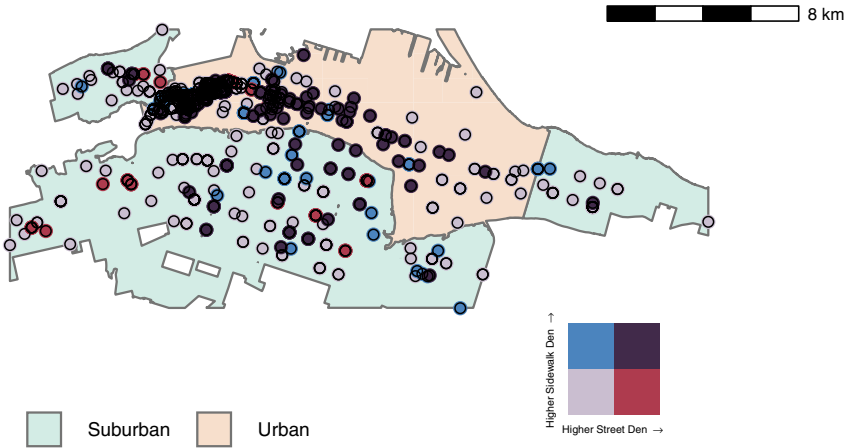 8 km
Higher Sidewalk Den →
Higher Street Den →
Suburban
Urban